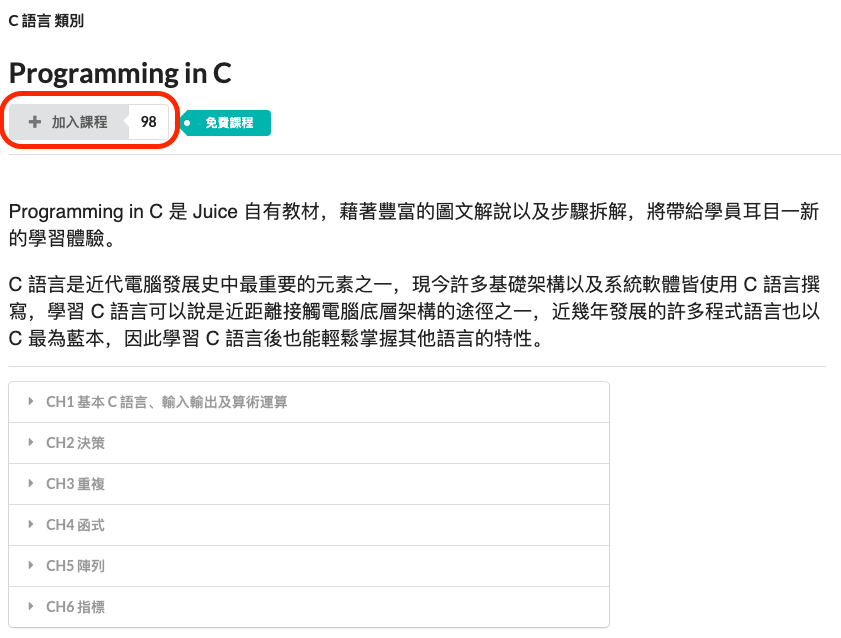 C 語言 類別
Programming in C
加入課程 98 免費課程
Programming in C 是 Juice 自有教材，藉著豐富的圖文解說以及步驟拆解，將帶給學員耳目一新
的學習體驗。
C 語言是近代電腦發展史中最重要的元素之一，現今許多基礎架構以及系統軟體皆使用 C 語言撰
寫，學習 C 語言可以說是近距離接觸電腦底層架構的途徑之一，近幾年發展的許多程式語言也以
C 最為藍本，因此學習 C 語言後也能輕鬆掌握其他語言的特性。
CH1 基本 C 語言、輸入輸出及算術運算
CH2 決策
CH3 重複
CH4 函式
CH5 陣列
CH6 指標